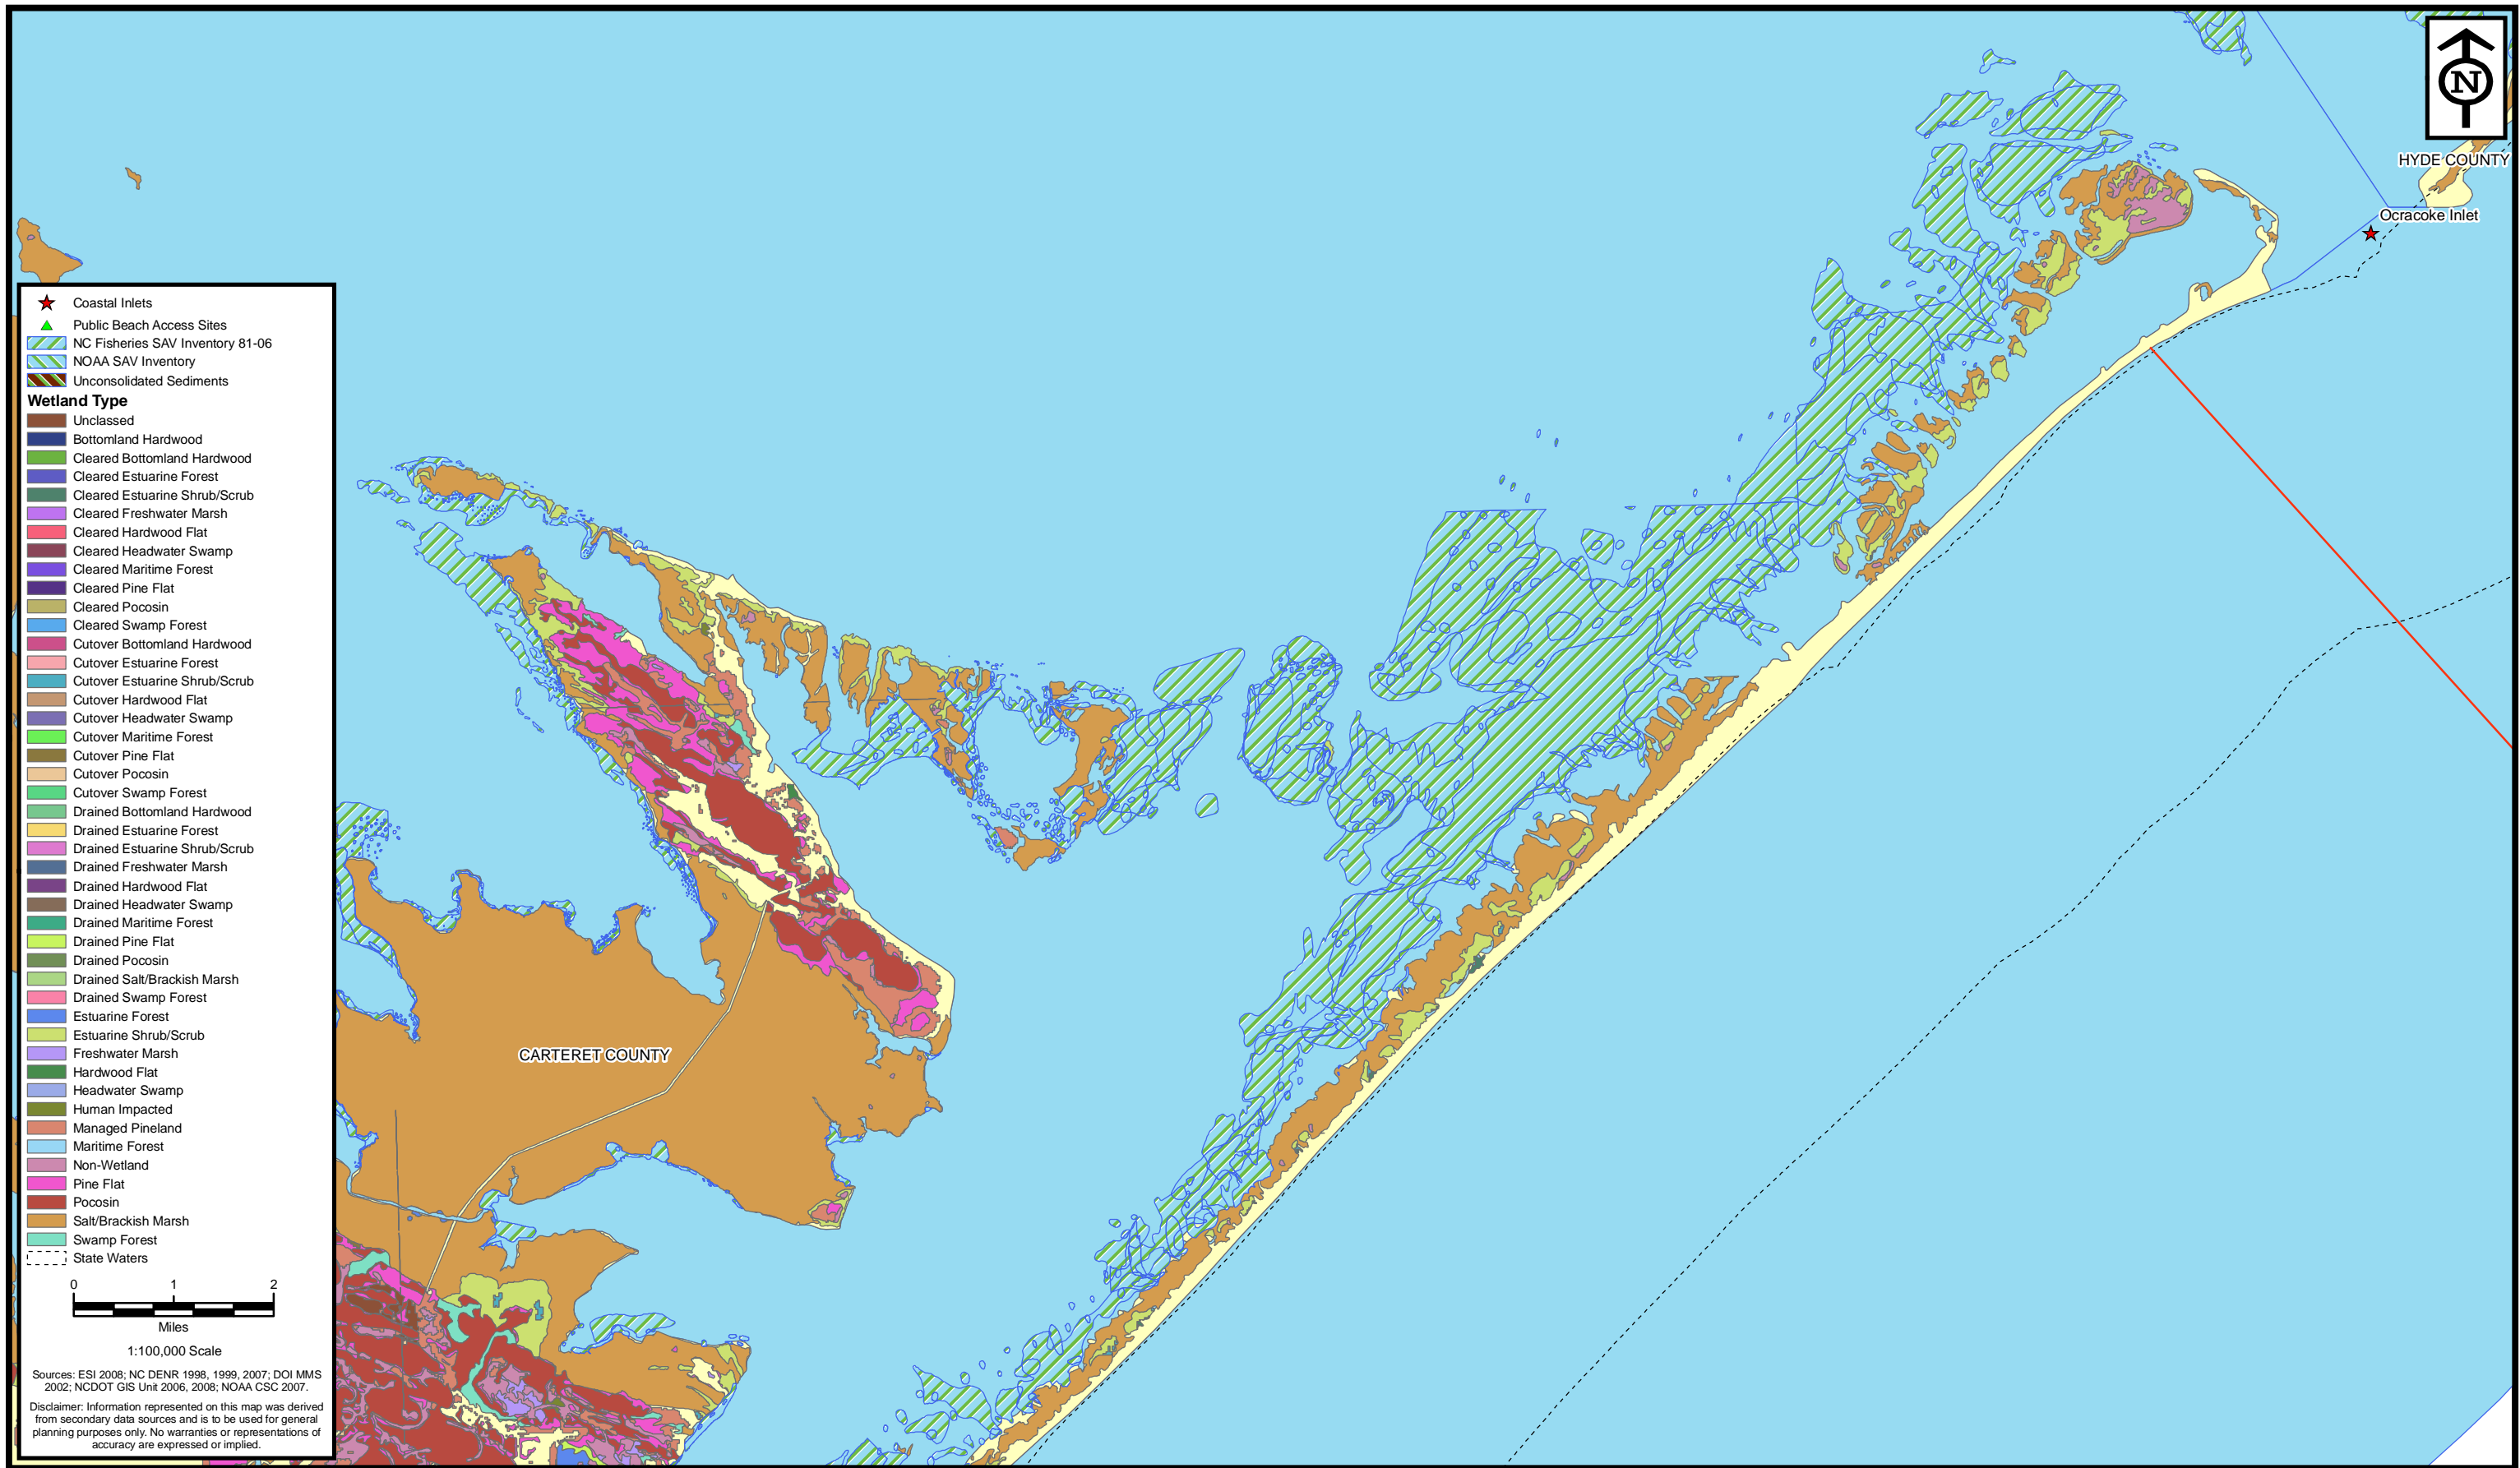 N
HYDE COUNTY
Ocracoke Inlet
CARTERET COUNTY
Coastal Inlets
Public Beach Access Sites
NC Fisheries SAV Inventory 81-06
NOAA SAV Inventory
Unconsolidated Sediments
Wetland Type
Unclassed
Bottomland Hardwood
Cleared Bottomland Hardwood
Cleared Estuarine Forest
Cleared Estuarine Shrub/Scrub
Cleared Freshwater Marsh
Cleared Hardwood Flat
Cleared Headwater Swamp
Cleared Maritime Forest
Cleared Pine Flat
Cleared Pocosin
Cleared Swamp Forest
Cutover Bottomland Hardwood
Cutover Estuarine Forest
Cutover Estuarine Shrub/Scrub
Cutover Hardwood Flat
Cutover Headwater Swamp
Cutover Maritime Forest
Cutover Pine Flat
Cutover Pocosin
Cutover Swamp Forest
Drained Bottomland Hardwood
Drained Estuarine Forest
Drained Estuarine Shrub/Scrub
Drained Freshwater Marsh
Drained Hardwood Flat
Drained Headwater Swamp
Drained Maritime Forest
Drained Pine Flat
Drained Pocosin
Drained Salt/Brackish Marsh
Drained Swamp Forest
Estuarine Forest
Estuarine Shrub/Scrub
Freshwater Marsh
Hardwood Flat
Headwater Swamp
Human Impacted
Managed Pineland
Maritime Forest
Non-Wetland
Pine Flat
Pocosin
Salt/Brackish Marsh
Swamp Forest
State Waters
0 1 2
Miles
1:100,000 Scale
Sources: ESI 2008; NC DENR 1998, 1999, 2007; DOI MMS
2002; NCDOT GIS Unit 2006, 2008; NOAA CSC 2007.
Disclaimer: Information represented on this map was derived
from secondary data sources and is to be used for general
planning purposes only. No warranties or representations of
accuracy are expressed or implied.